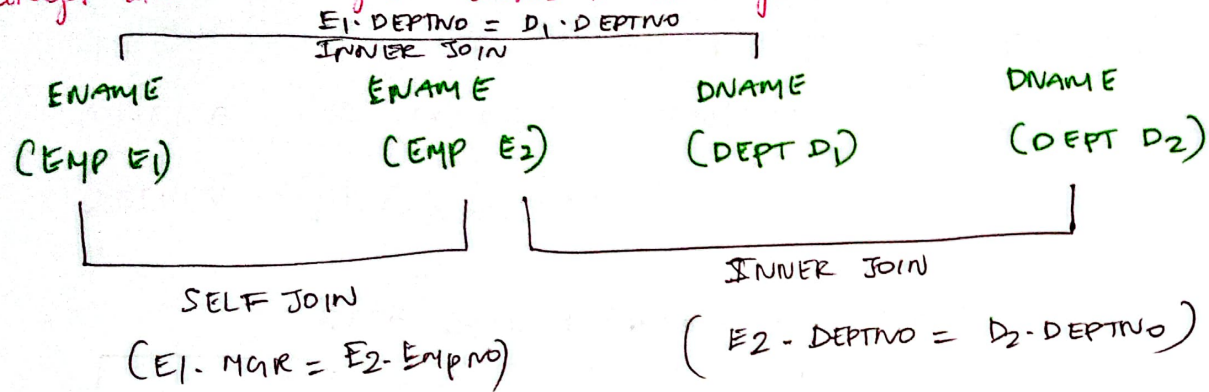 E1.DEPTNO = D1.DEPTNO
INNER JOIN
ENAME ENAME DNAME DNAME
(EMP E1) (EMP E2) (DEPT D1) (DEPT D2)
SELF JOIN INNER JOIN
(E1.MGR = E2.EMPNO) (E2.DEPTNO = D2.DEPTNO)